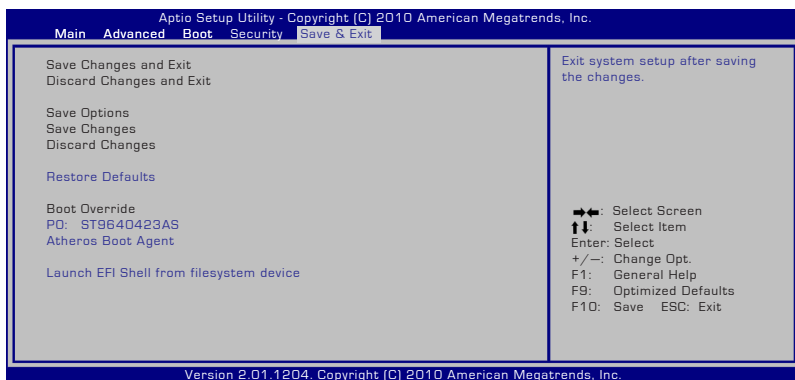 Aptio Setup Utility - Copyright (C) 2010 American Megatrends, Inc.
Main Advanced Boot Security Save & Exit
Save Changes and Exit
Discard Changes and Exit
Save Options
Save Changes
Discard Changes
Restore Defaults
Boot Override
P0: ST9640423AS
Atheros Boot Agent
Launch EFI Shell from filesystem device
Exit system setup after saving
the changes.
→←: Select Screen
↑↓: Select Item
Enter: Select
+/—: Change Opt.
F1: General Help
F9: Optimized Defaults
F10: Save ESC: Exit
Version 2.01.1204. Copyright (C) 2010 American Megatrends, Inc.